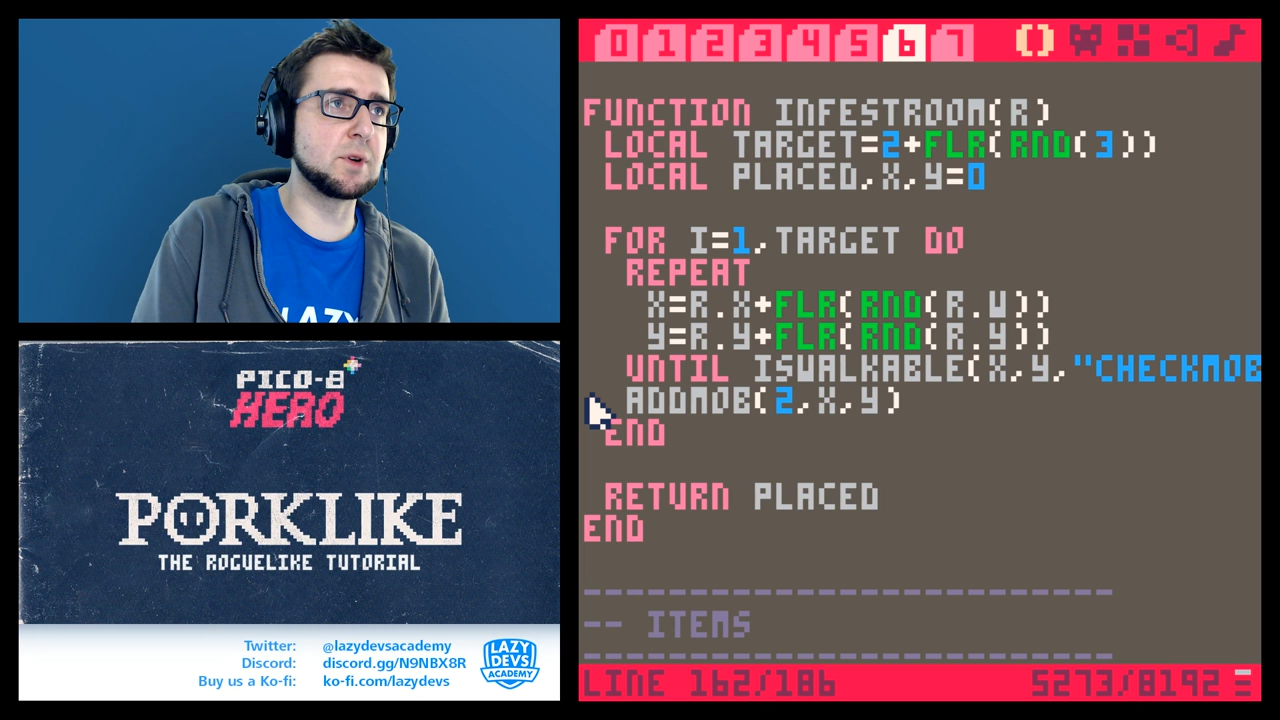 0 1 2 3 4 5 6 7 ()
FUNCTION INFESTROOM(R)
LOCAL TARGET=2+FLR(RND(3))
LOCAL PLACED,X,Y=0
FOR I=1,TARGET DO
REPEAT
X=R.X+FLR(RND(R.W))
Y=R.Y+FLR(RND(R.Y))
UNTIL ISWALKABLE(X,Y,"CHECKMOB
ADDMOB(2,X,Y)
END
RETURN PLACED
END
-------------------------
-- ITEMS
-------------------------
LINE 162/186 5273/8192
LAZY
PICO-8
HERO
PORKLIKE
THE ROGUELIKE TUTORIAL
Twitter: @lazydevsacademy
Discord: discord.gg/N9NBX8R
Buy us a Ko-fi: ko-fi.com/lazydevs
LAZY
DEVS
ACADEMY